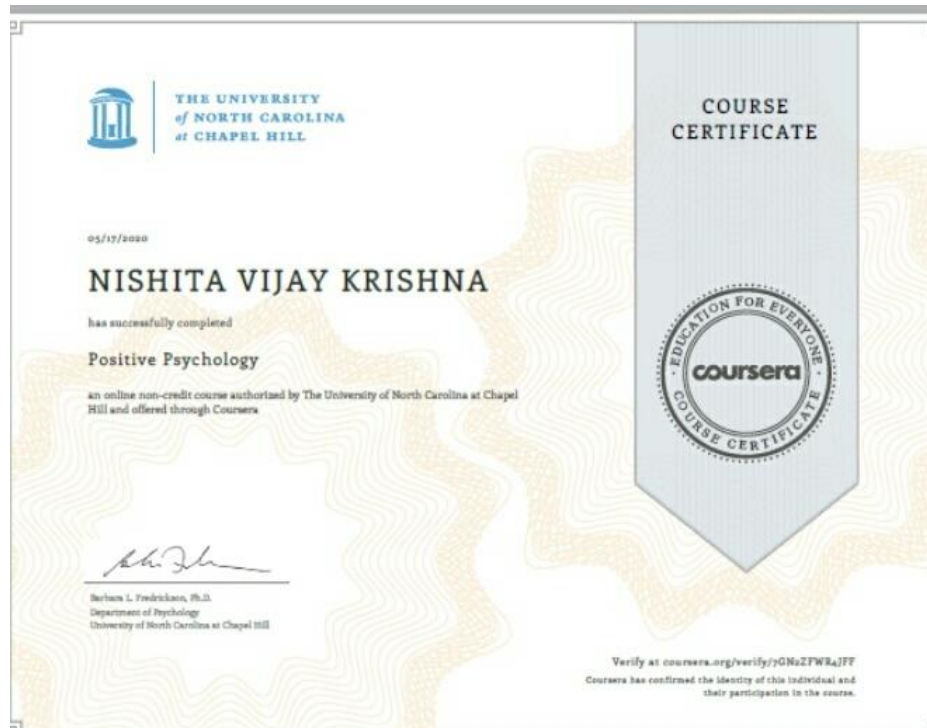 THE UNIVERSITY
of NORTH CAROLINA
at CHAPEL HILL
COURSE
CERTIFICATE
05/17/2020
NISHITA VIJAY KRISHNA
has successfully completed
Positive Psychology
an online non-credit course authorized by The University of North Carolina at Chapel
Hill and offered through Coursera
EDUCATION FOR EVERYONE
coursera
COURSE CERTIFICATE
Barbara L. Fredrickson, Ph.D.
Department of Psychology
University of North Carolina at Chapel Hill
Verify at coursera.org/verify/7GN2ZFWR4JFF
Coursera has confirmed the identity of this individual and
their participation in the course.